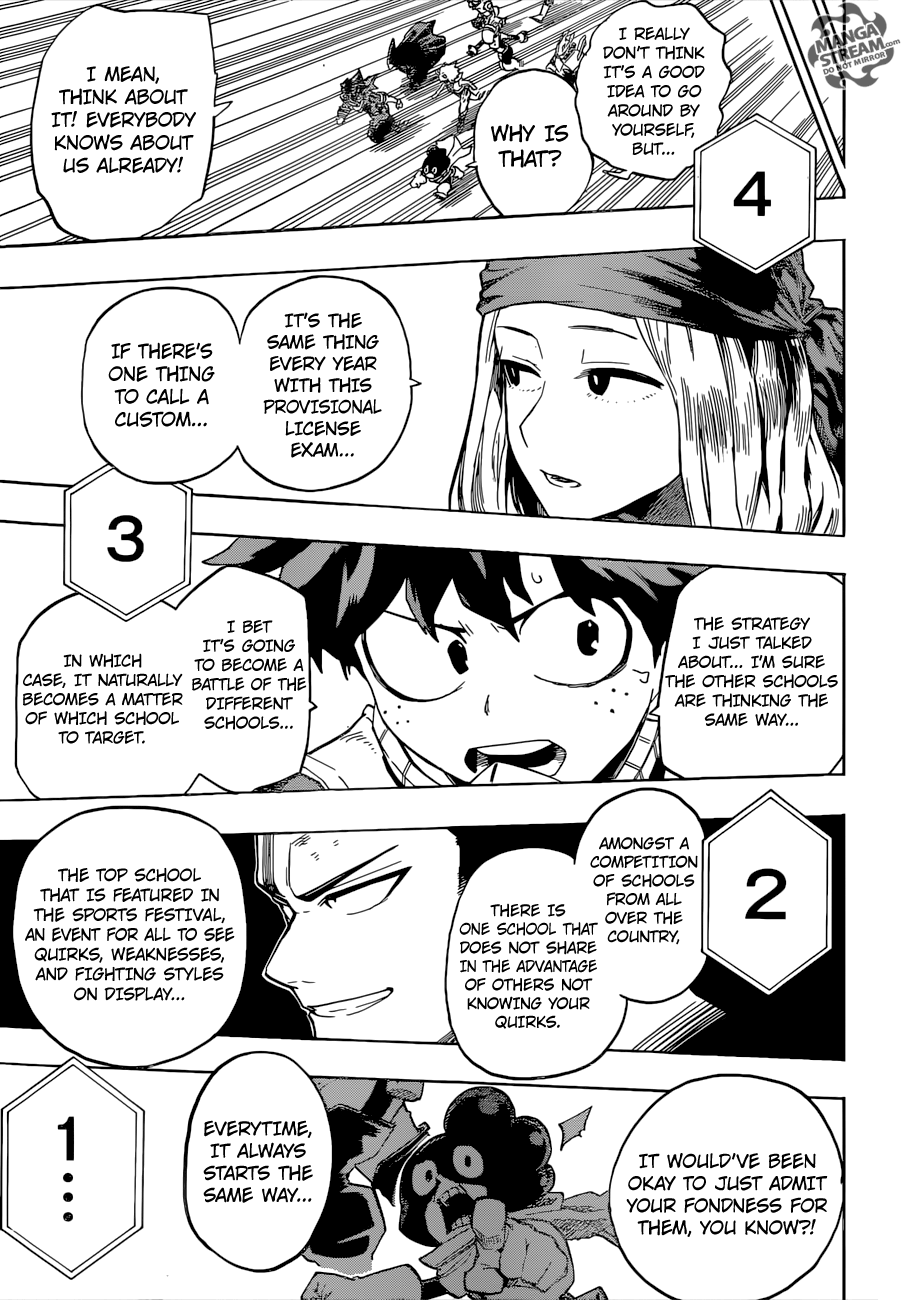 MANGA
STREAM.com
DO NOT MIRROR
I REALLY
DON'T THINK
IT'S A GOOD
IDEA TO GO
AROUND BY
YOURSELF,
BUT...
WHY IS
THAT?
I MEAN,
THINK ABOUT
IT! EVERYBODY
KNOWS ABOUT
US ALREADY!
4
IT'S THE
SAME THING
EVERY YEAR
WITH THIS
PROVISIONAL
LICENSE
EXAM...
IF THERE'S
ONE THING
TO CALL A
CUSTOM...
3
THE STRATEGY
I JUST TALKED
ABOUT... I'M SURE
THE OTHER SCHOOLS
ARE THINKING THE
SAME WAY...
I BET
IT'S GOING
TO BECOME A
BATTLE OF THE
DIFFERENT
SCHOOLS...
IN WHICH
CASE, IT NATURALLY
BECOMES A MATTER
OF WHICH SCHOOL
TO TARGET.
2
AMONGST A
COMPETITION
OF SCHOOLS
FROM ALL
OVER THE
COUNTRY,
THERE IS
ONE SCHOOL THAT
DOES NOT SHARE
IN THE ADVANTAGE
OF OTHERS NOT
KNOWING YOUR
QUIRKS.
THE TOP SCHOOL
THAT IS FEATURED IN
THE SPORTS FESTIVAL,
AN EVENT FOR ALL TO SEE
QUIRKS, WEAKNESSES,
AND FIGHTING STYLES
ON DISPLAY...
IT WOULD'VE BEEN
OKAY TO JUST ADMIT
YOUR FONDNESS FOR
THEM, YOU KNOW?!
EVERYTIME,
IT ALWAYS
STARTS THE
SAME WAY...
1...